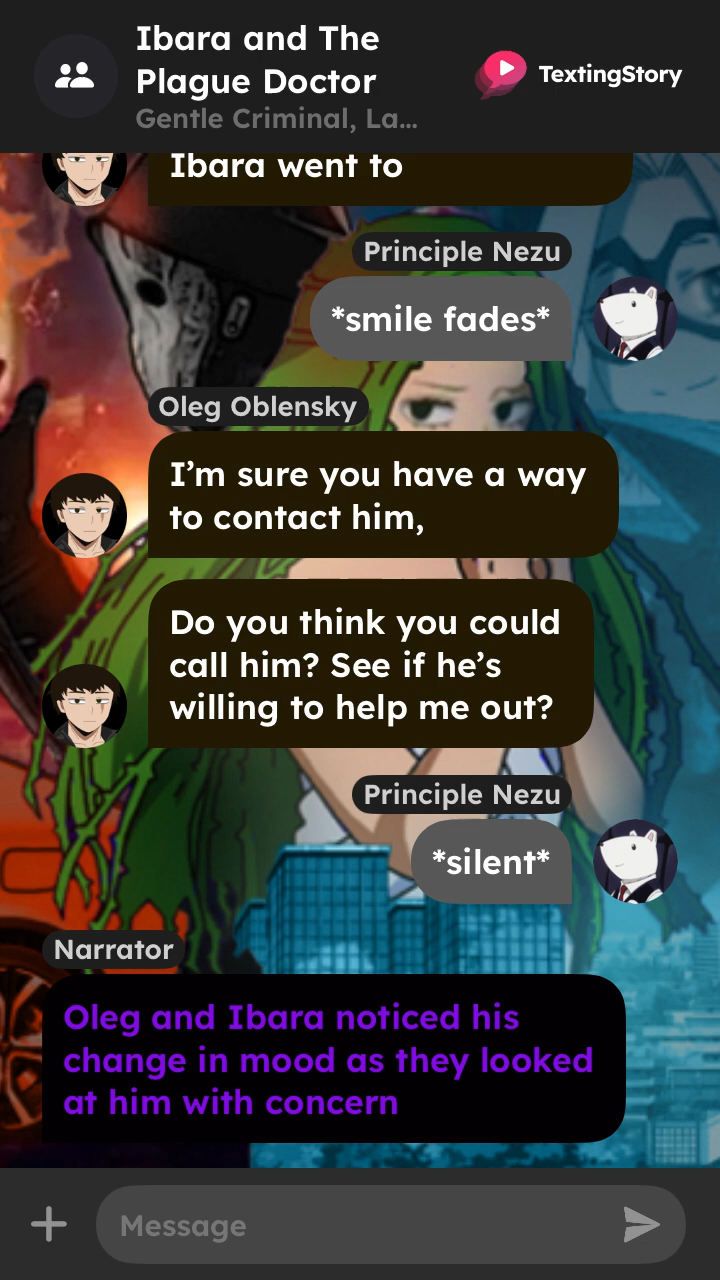 Ibara and The
Plague Doctor
Gentle Criminal, La...
TextingStory
Ibara went to
Principle Nezu
*smile fades*
Oleg Oblensky
I’m sure you have a way
to contact him,
Do you think you could
call him? See if he’s
willing to help me out?
Principle Nezu
*silent*
Narrator
Oleg and Ibara noticed his
change in mood as they looked
at him with concern
Message